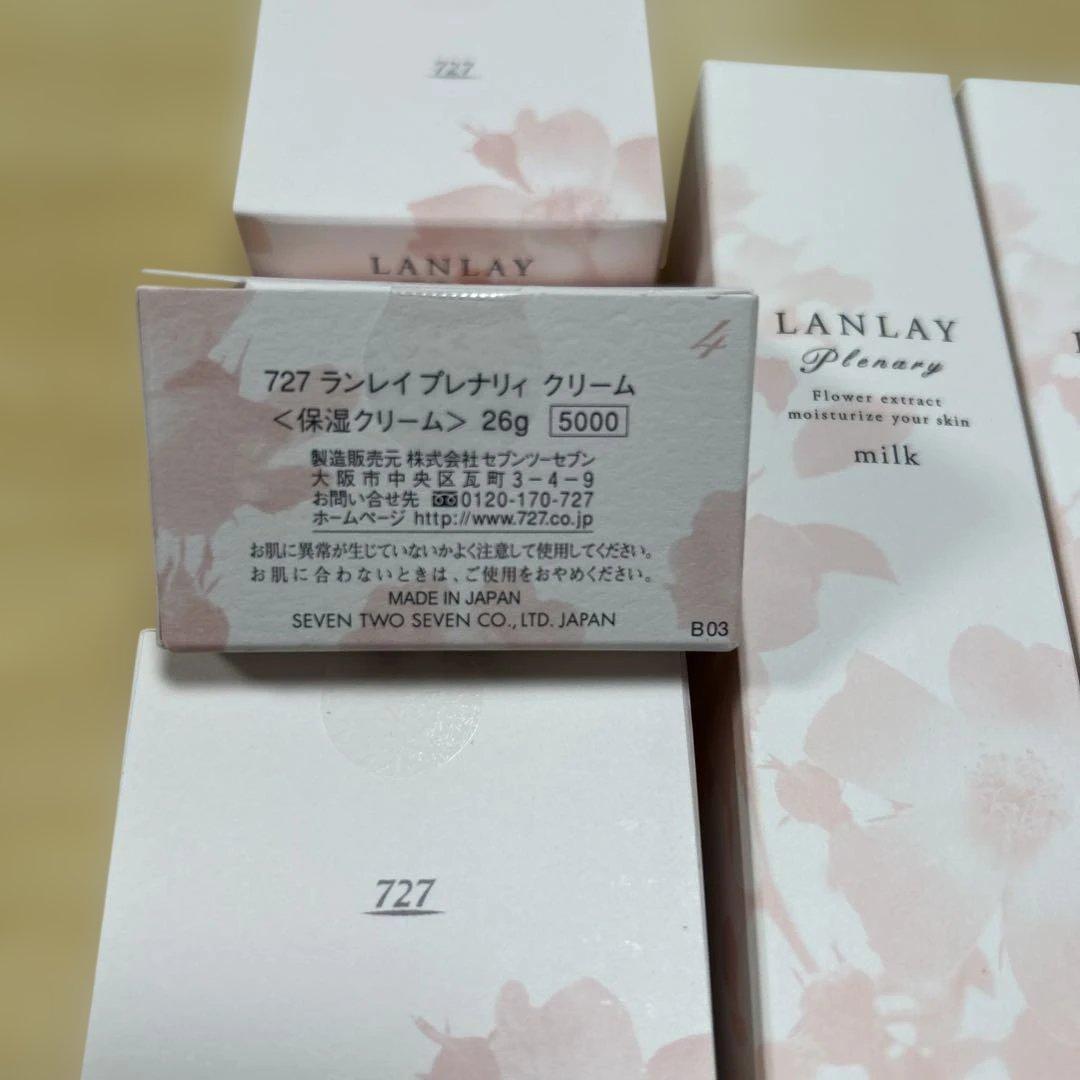 727
LANLAY
4
727 ランレイ プレナリィ クリーム
＜保湿クリーム＞ 26g 5000
製造販売元 株式会社セブンツーセブン
大阪市中央区瓦町3-4-9
お問い合せ先 0120-170-727
ホームページ http://www.727.co.jp
お肌に異常が生じていないかよく注意して使用してください。
お肌に合わないときは、ご使用をおやめください。
MADE IN JAPAN
SEVEN TWO SEVEN CO., LTD. JAPAN
B03
727
LANLAY
Plenary
Flower extract
moisturize your skin
milk